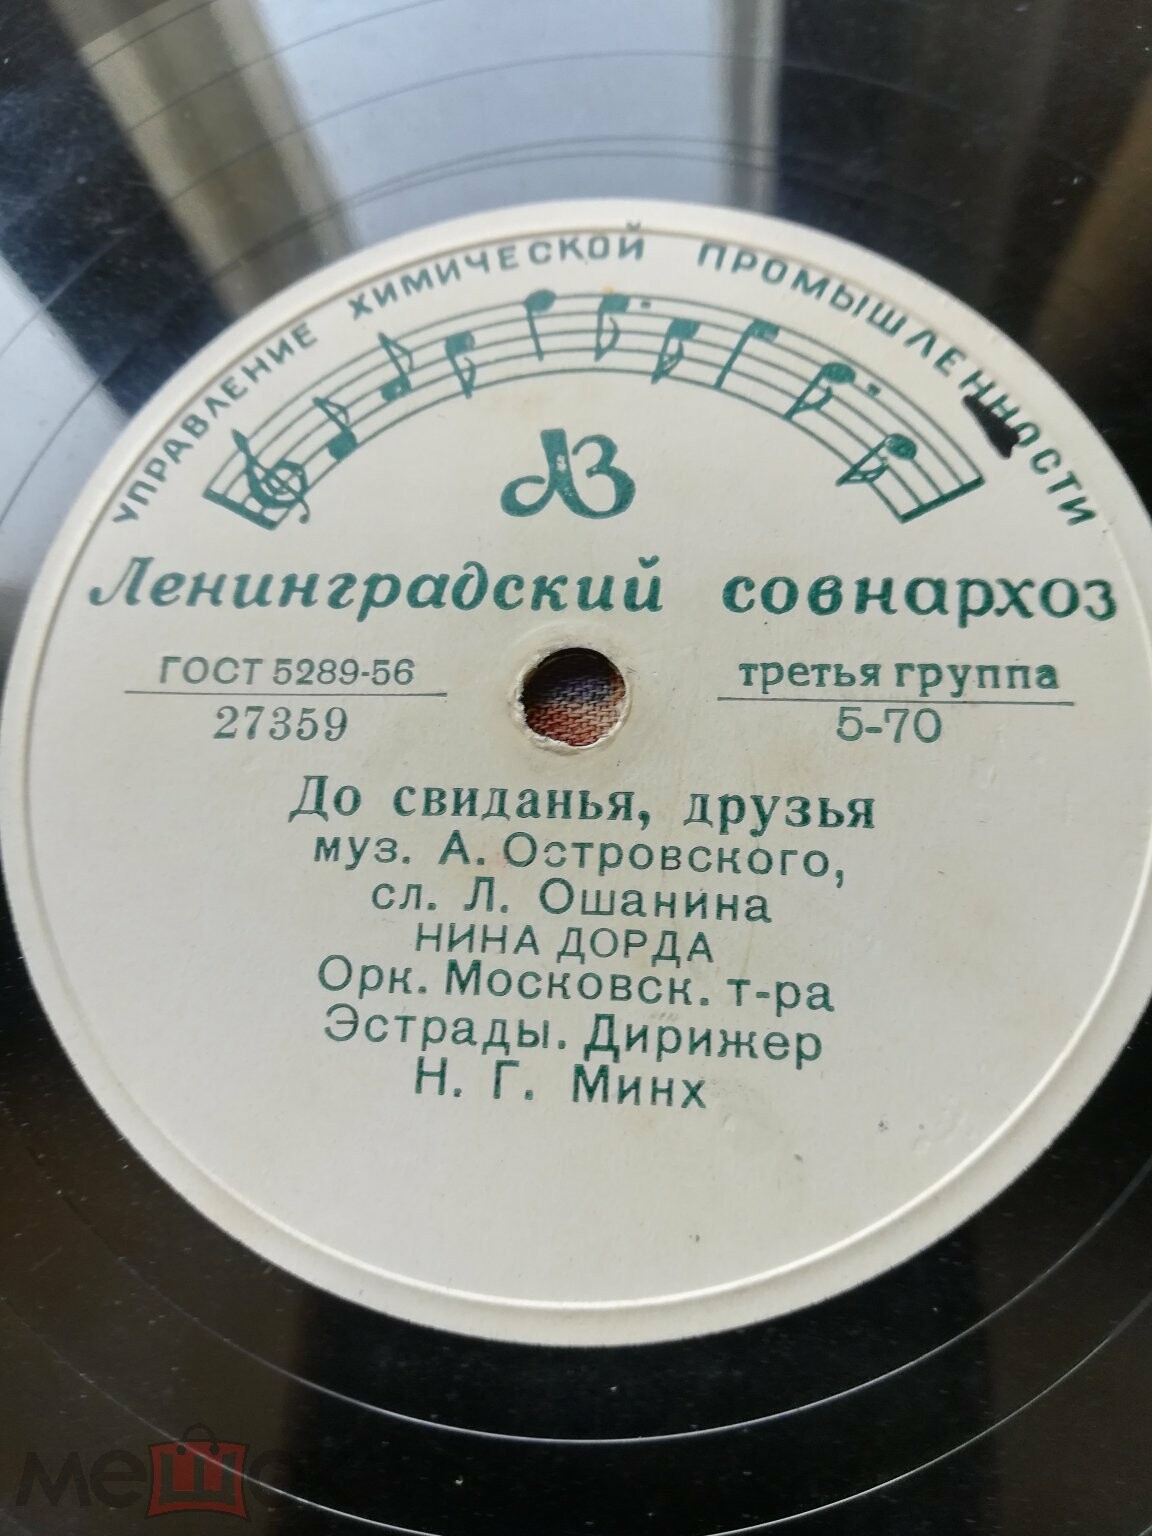 УПРАВЛЕНИЕ ХИМИЧЕСКОЙ ПРОМЫШЛЕННОСТИ
ЛЗ
Ленинградский совнархоз
ГОСТ 5289-56
27359
третья группа
5-70
До свиданья, друзья
муз. А. Островского,
сл. Л. Ошанина
НИНА ДОРДА
Орк. Московск. т-ра
Эстрады. Дирижер
Н. Г. Минх
мешок